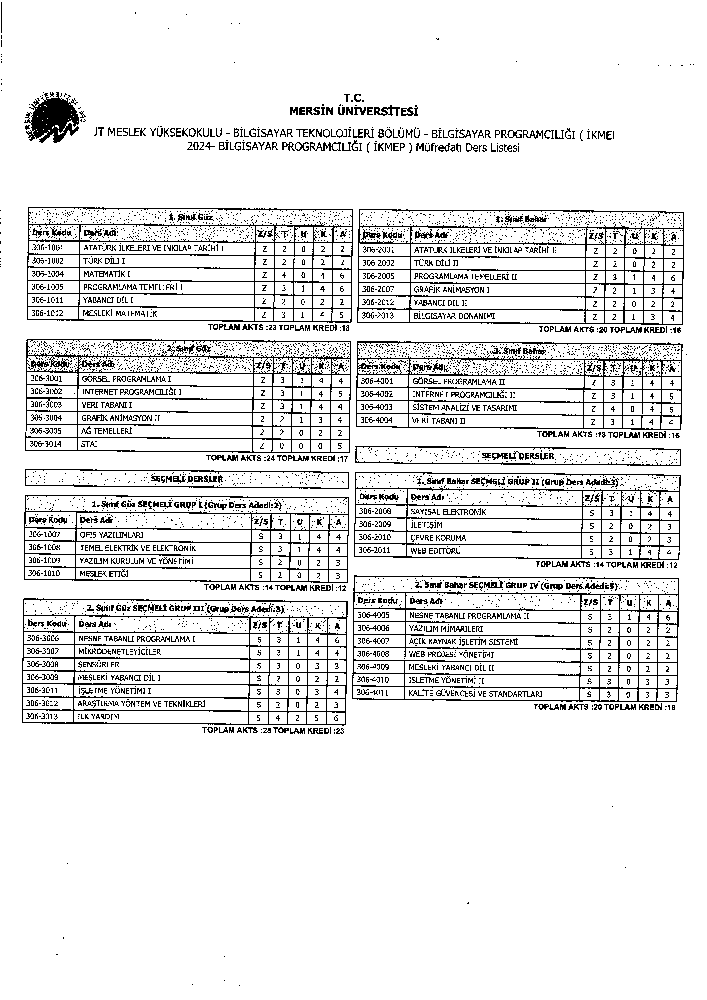 MERSİN ÜNİVERSİTESİ 1992
T.C.
MERSİN ÜNİVERSİTESİ
JT MESLEK YÜKSEKOKULU - BİLGİSAYAR TEKNOLOJİLERİ BÖLÜMÜ - BİLGİSAYAR PROGRAMCILIĞI ( İKMEI
2024- BİLGİSAYAR PROGRAMCILIĞI ( İKMEP ) Müfredatı Ders Listesi
1. Sınıf Güz
Ders Kodu Ders Adı Z/S T U K A
306-1001 ATATÜRK İLKELERİ VE İNKILAP TARİHİ I Z 2 0 2 2
306-1002 TÜRK DİLİ I Z 2 0 2 2
306-1004 MATEMATİK I Z 4 0 4 6
306-1005 PROGRAMLAMA TEMELLERİ I Z 3 1 4 6
306-1011 YABANCI DİL I Z 2 0 2 2
306-1012 MESLEKİ MATEMATİK Z 3 1 4 5
TOPLAM AKTS :23 TOPLAM KREDİ :18
1. Sınıf Bahar
Ders Kodu Ders Adı Z/S T U K A
306-2001 ATATÜRK İLKELERİ VE İNKILAP TARİHİ II Z 2 0 2 2
306-2002 TÜRK DİLİ II Z 2 0 2 2
306-2005 PROGRAMLAMA TEMELLERİ II Z 3 1 4 6
306-2007 GRAFİK ANİMASYON I Z 2 1 3 4
306-2012 YABANCI DİL II Z 2 0 2 2
306-2013 BİLGİSAYAR DONANIMI Z 2 1 3 4
TOPLAM AKTS :20 TOPLAM KREDİ :16
2. Sınıf Güz
Ders Kodu Ders Adı Z/S T U K A
306-3001 GÖRSEL PROGRAMLAMA I Z 3 1 4 4
306-3002 INTERNET PROGRAMCILIĞI I Z 3 1 4 5
306-3003 VERİ TABANI I Z 3 1 4 4
306-3004 GRAFİK ANİMASYON II Z 2 1 3 4
306-3005 AĞ TEMELLERİ Z 2 0 2 2
306-3014 STAJ Z 0 0 0 5
TOPLAM AKTS :24 TOPLAM KREDİ :17
2. Sınıf Bahar
Ders Kodu Ders Adı Z/S T U K A
306-4001 GÖRSEL PROGRAMLAMA II Z 3 1 4 4
306-4002 INTERNET PROGRAMCILIĞI II Z 3 1 4 5
306-4003 SİSTEM ANALİZİ VE TASARIMI Z 4 0 4 5
306-4004 VERİ TABANI II Z 3 1 4 4
TOPLAM AKTS :18 TOPLAM KREDİ :16
SEÇMELİ DERSLER
1. Sınıf Güz SEÇMELİ GRUP I (Grup Ders Adedi:2)
Ders Kodu Ders Adı Z/S T U K A
306-1007 OFİS YAZILIMLARI S 3 1 4 4
306-1008 TEMEL ELEKTRİK VE ELEKTRONİK S 3 1 4 4
306-1009 YAZILIM KURULUM VE YÖNETİMİ S 2 0 2 3
306-1010 MESLEK ETİĞİ S 2 0 2 3
TOPLAM AKTS :14 TOPLAM KREDİ :12
2. Sınıf Güz SEÇMELİ GRUP III (Grup Ders Adedi:3)
Ders Kodu Ders Adı Z/S T U K A
306-3006 NESNE TABANLI PROGRAMLAMA I S 3 1 4 6
306-3007 MİKRODENETLEYİCİLER S 3 1 4 4
306-3008 SENSÖRLER S 3 0 3 3
306-3009 MESLEKİ YABANCI DİL I S 2 0 2 2
306-3011 İŞLETME YÖNETİMİ I S 3 0 3 4
306-3012 ARAŞTIRMA YÖNTEM VE TEKNİKLERİ S 2 0 2 3
306-3013 İLK YARDIM S 4 2 5 6
TOPLAM AKTS :28 TOPLAM KREDİ :23
SEÇMELİ DERSLER
1. Sınıf Bahar SEÇMELİ GRUP II (Grup Ders Adedi:3)
Ders Kodu Ders Adı Z/S T U K A
306-2008 SAYISAL ELEKTRONİK S 3 1 4 4
306-2009 İLETİŞİM S 2 0 2 3
306-2010 ÇEVRE KORUMA S 2 0 2 3
306-2011 WEB EDİTÖRÜ S 3 1 4 4
TOPLAM AKTS :14 TOPLAM KREDİ :12
2. Sınıf Bahar SEÇMELİ GRUP IV (Grup Ders Adedi:5)
Ders Kodu Ders Adı Z/S T U K A
306-4005 NESNE TABANLI PROGRAMLAMA II S 3 1 4 6
306-4006 YAZILIM MİMARİLERİ S 2 0 2 2
306-4007 AÇIK KAYNAK İŞLETİM SİSTEMİ S 2 0 2 2
306-4008 WEB PROJESİ YÖNETİMİ S 2 0 2 2
306-4009 MESLEKİ YABANCI DİL II S 2 0 2 2
306-4010 İŞLETME YÖNETİMİ II S 3 0 3 3
306-4011 KALİTE GÜVENCESİ VE STANDARTLARI S 3 0 3 3
TOPLAM AKTS :20 TOPLAM KREDİ :18